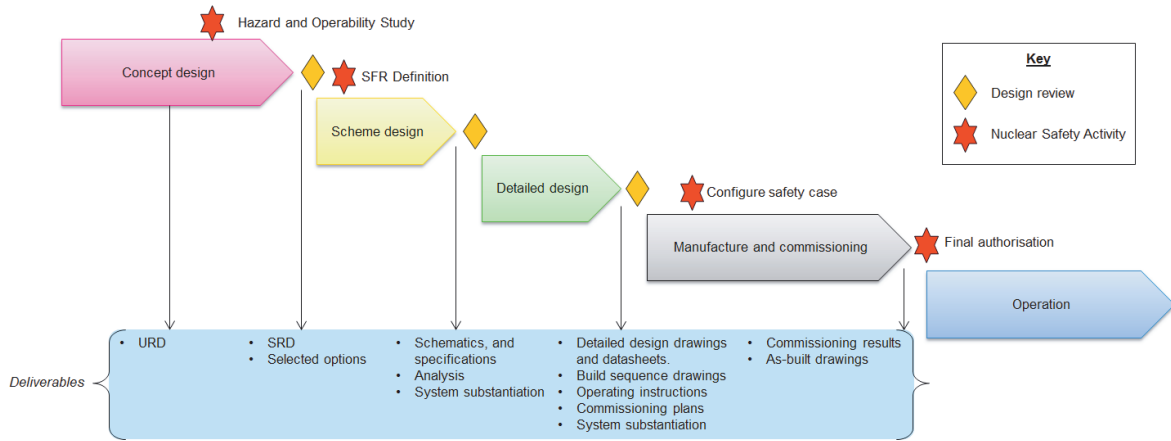 Hazard and Operability Study
Key
Concept design
SFR Definition
Design review
Scheme design
Nuclear Safety Activity
Detailed design
Configure safety case
Manufacture and commissioning
Final authorisation
Operation
Deliverables
• URD
• SRD
• Selected options
• Schematics, and
specifications
• Analysis
• System substantiation
• Detailed design drawings
and datasheets.
• Build sequence drawings
• Operating instructions
• Commissioning plans
• System substantiation
• Commissioning results
• As-built drawings